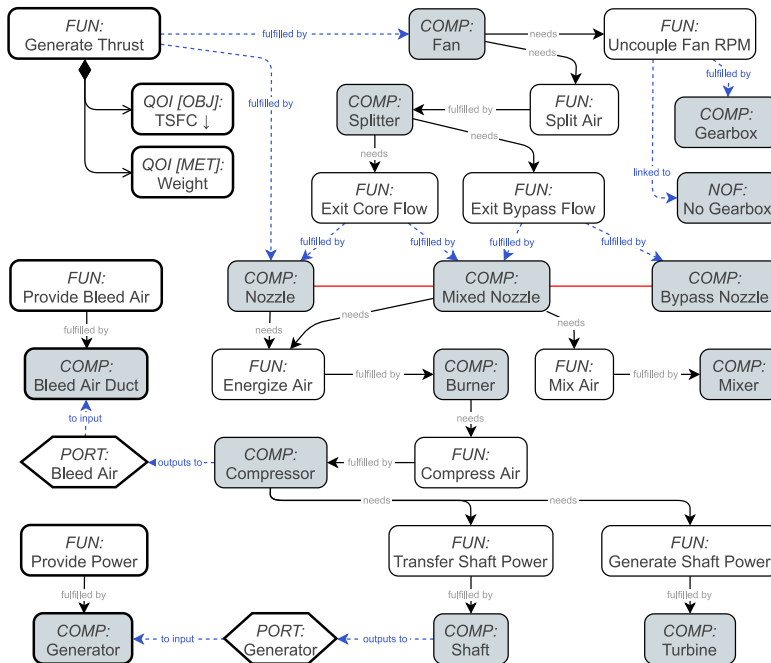 FUN:
Generate Thrust
fulfilled by
COMP:
Fan
needs
FUN:
Uncouple Fan RPM
fulfilled by
needs
fulfilled by
QOI [OBJ]:
TSFC ↓
COMP:
Splitter
fulfilled by
FUN:
Split Air
COMP:
Gearbox
needs
needs
QOI [MET]:
Weight
linked to
FUN:
Exit Core Flow
FUN:
Exit Bypass Flow
NOF:
No Gearbox
fulfilled by
fulfilled by
fulfilled by
fulfilled by
FUN:
Provide Bleed Air
COMP:
Nozzle
COMP:
Mixed Nozzle
COMP:
Bypass Nozzle
fulfilled by
needs
needs
needs
COMP:
Bleed Air Duct
FUN:
Energize Air
fulfilled by
COMP:
Burner
FUN:
Mix Air
fulfilled by
COMP:
Mixer
to input
needs
PORT:
Bleed Air
outputs to
COMP:
Compressor
fulfilled by
FUN:
Compress Air
needs
needs
FUN:
Provide Power
FUN:
Transfer Shaft Power
FUN:
Generate Shaft Power
fulfilled by
fulfilled by
fulfilled by
COMP:
Generator
to input
PORT:
Generator
outputs to
COMP:
Shaft
COMP:
Turbine